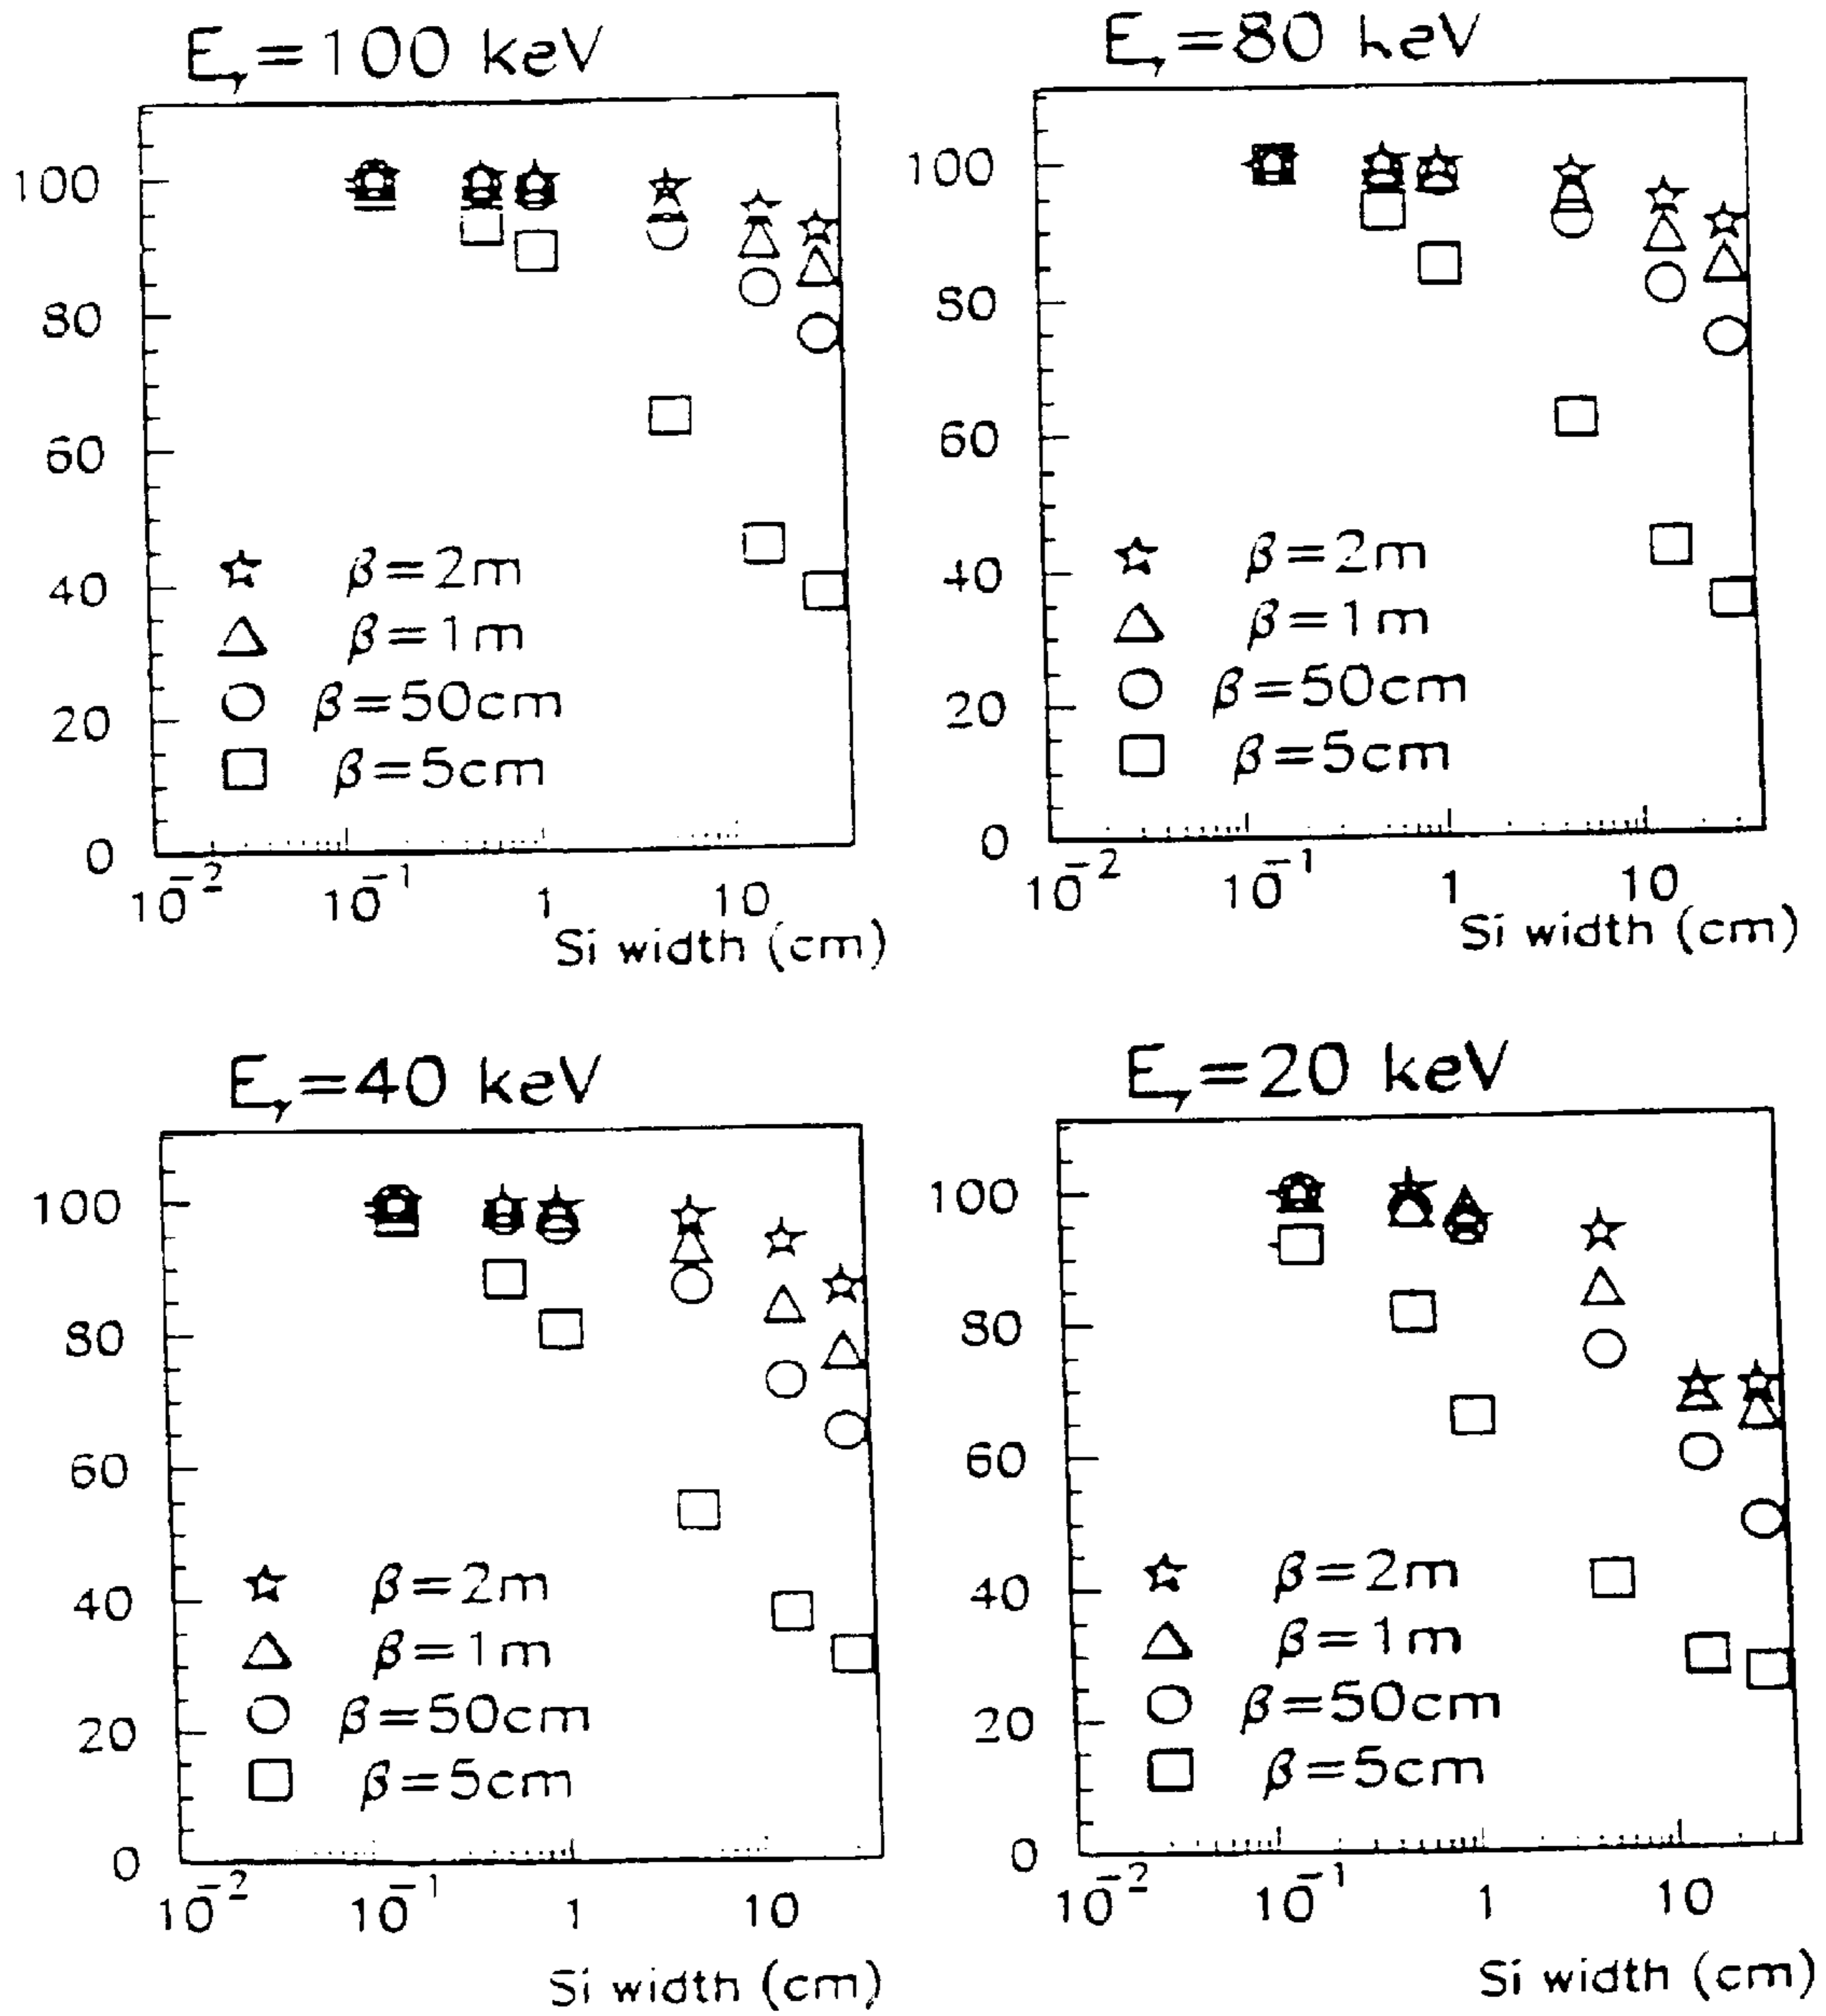 Eγ=100 keV
100
80
60
40
20
0
☆ β=2m
△ β=1m
○ β=50cm
□ β=5cm
10⁻² 10⁻¹ 1 10
Si width (cm)
Eγ=80 keV
100
80
60
40
20
0
☆ β=2m
△ β=1m
○ β=50cm
□ β=5cm
10⁻² 10⁻¹ 1 10
Si width (cm)
Eγ=40 keV
100
80
60
40
20
0
☆ β=2m
△ β=1m
○ β=50cm
□ β=5cm
10⁻² 10⁻¹ 1 10
Si width (cm)
Eγ=20 keV
100
80
60
40
20
0
☆ β=2m
△ β=1m
○ β=50cm
□ β=5cm
10⁻² 10⁻¹ 1 10
Si width (cm)